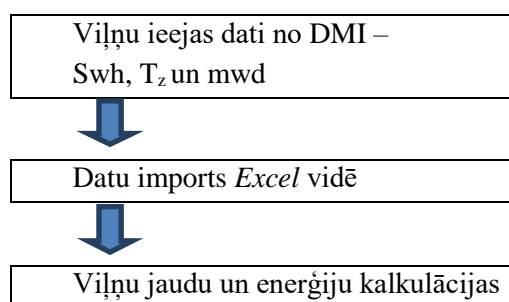 Viļņu ieejas dati no DMI –
Swh, Tz un mwd
Datu imports Excel vidē
Viļņu jaudu un enerģiju kalkulācijas